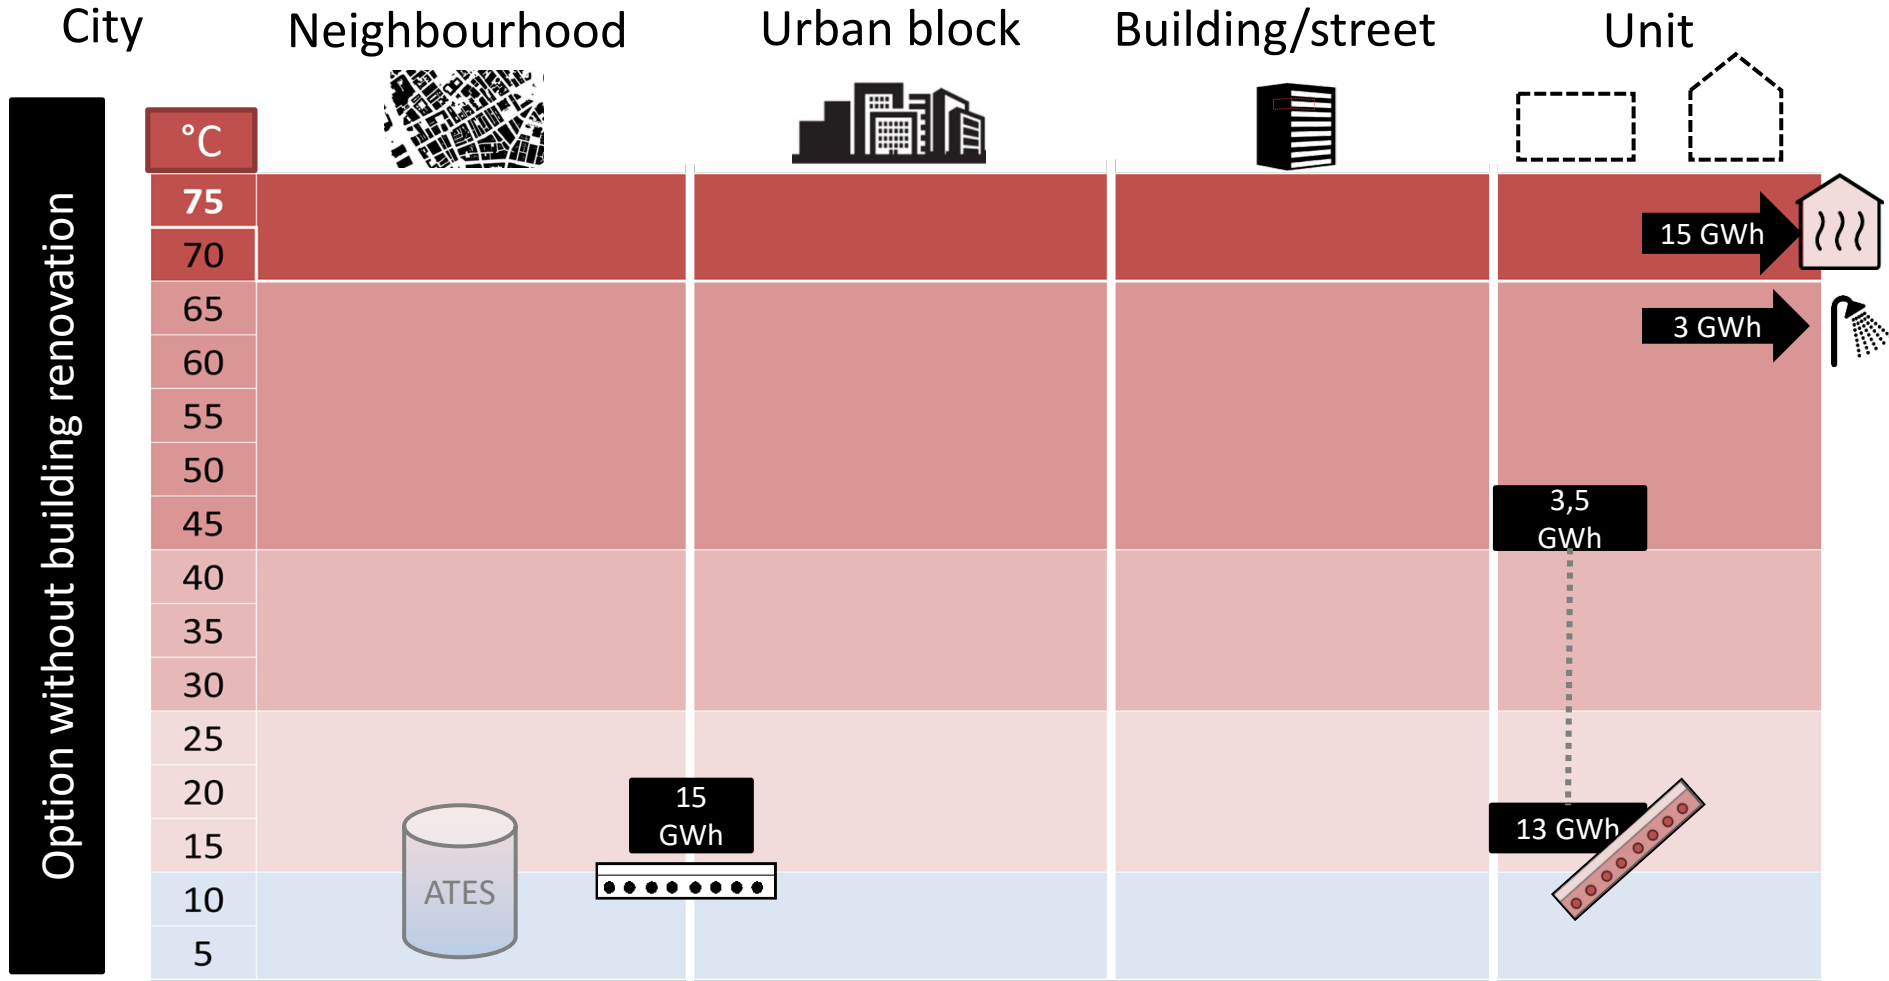 City
Neighbourhood
Urban block
Building/street
Unit
Option without building renovation
°C
75
70
65
60
55
50
45
40
35
30
25
20
15
10
5
15 GWh
3 GWh
3,5
GWh
13 GWh
15
GWh
ATES